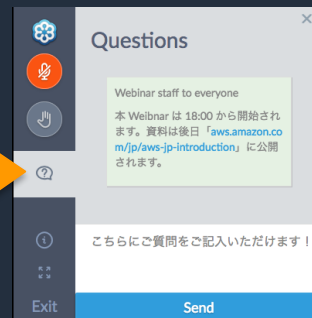 Questions
Webinar staff to everyone
本 Weibnar は 18:00 から開始され
ます。資料は後日「aws.amazon.co
m/jp/aws-jp-introduction」に公開
されます。
こちらにご質問をご記入いただけます！
Exit
Send